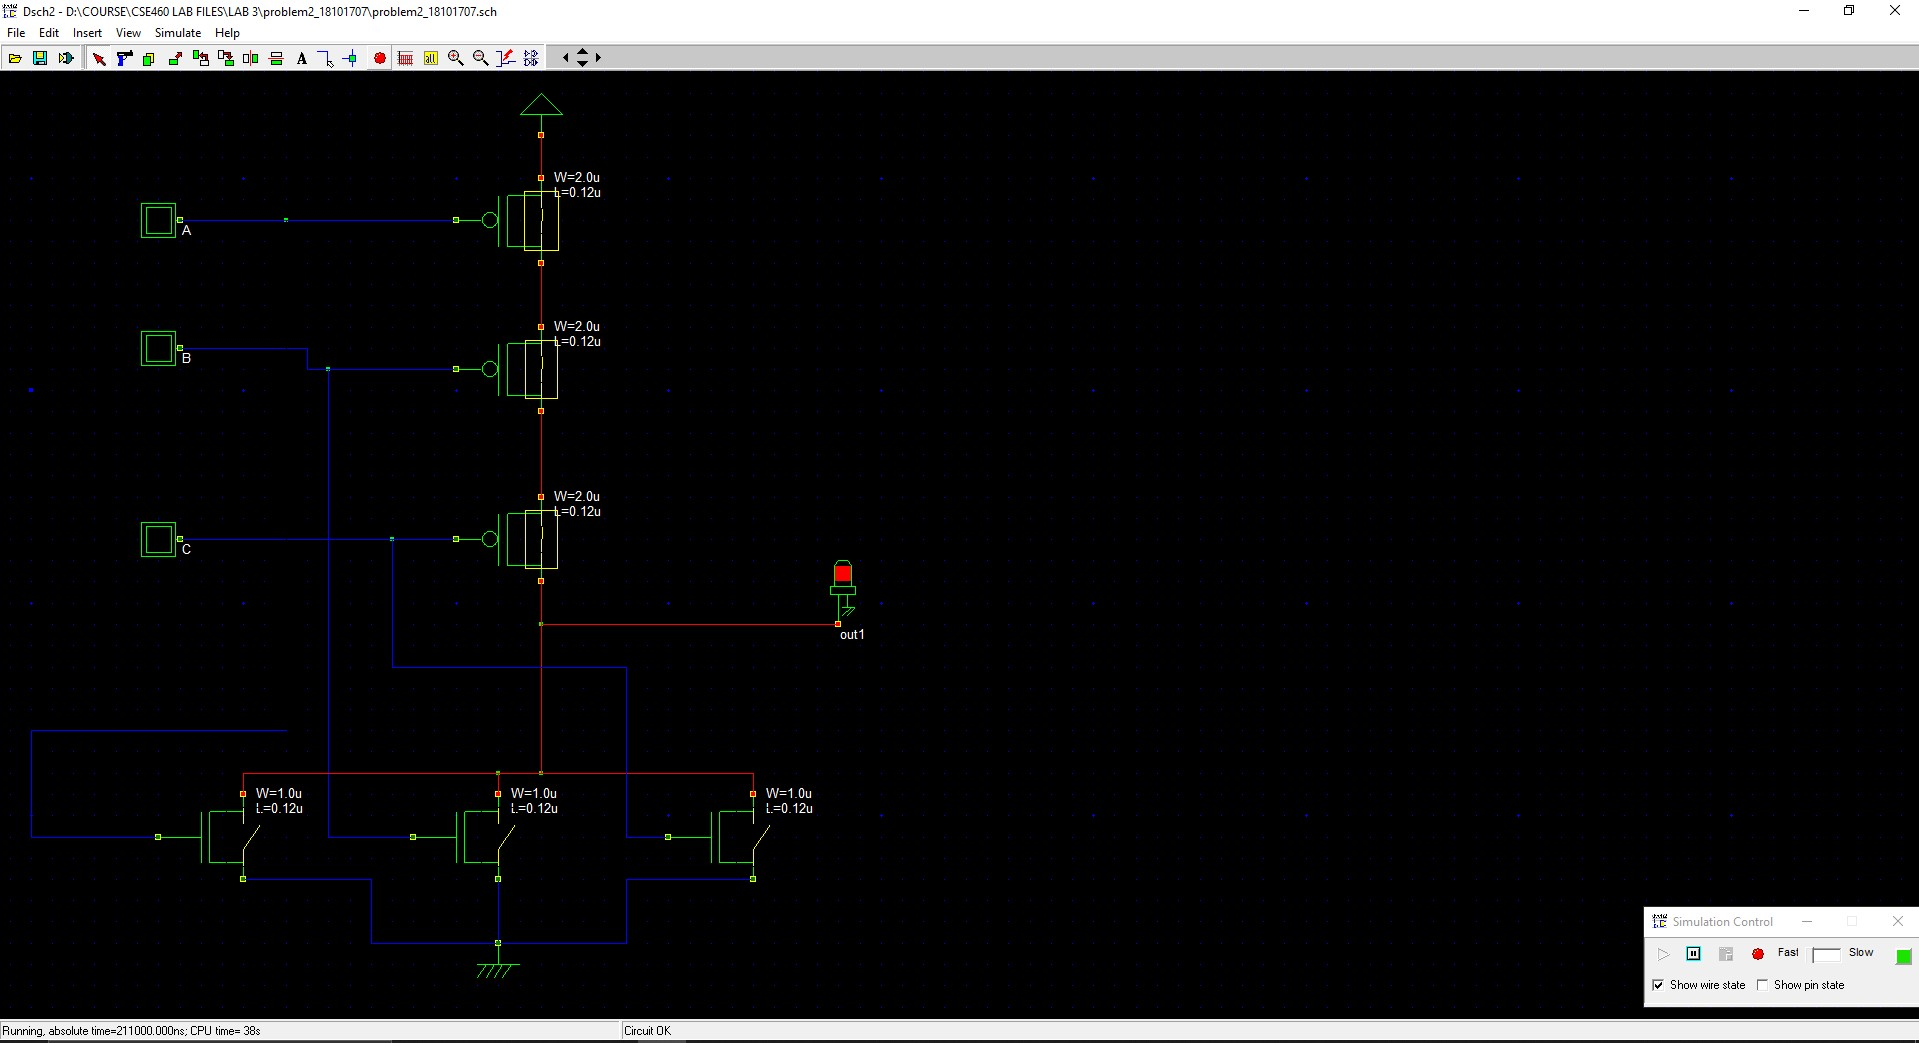 Dsch2 - D:\COURSE\CSE460 LAB FILES\LAB 3\problem2_18101707\problem2_18101707.sch
File Edit Insert View Simulate Help
A all
W=2.0u
L=0.12u
A
W=2.0u
L=0.12u
B
W=2.0u
L=0.12u
C
out1
W=1.0u
L=0.12u
W=1.0u
L=0.12u
W=1.0u
L=0.12u
Simulation Control
Fast Slow
Show wire state Show pin state
Running, absolute time=211000.000ns; CPU time= 38s
Circuit OK